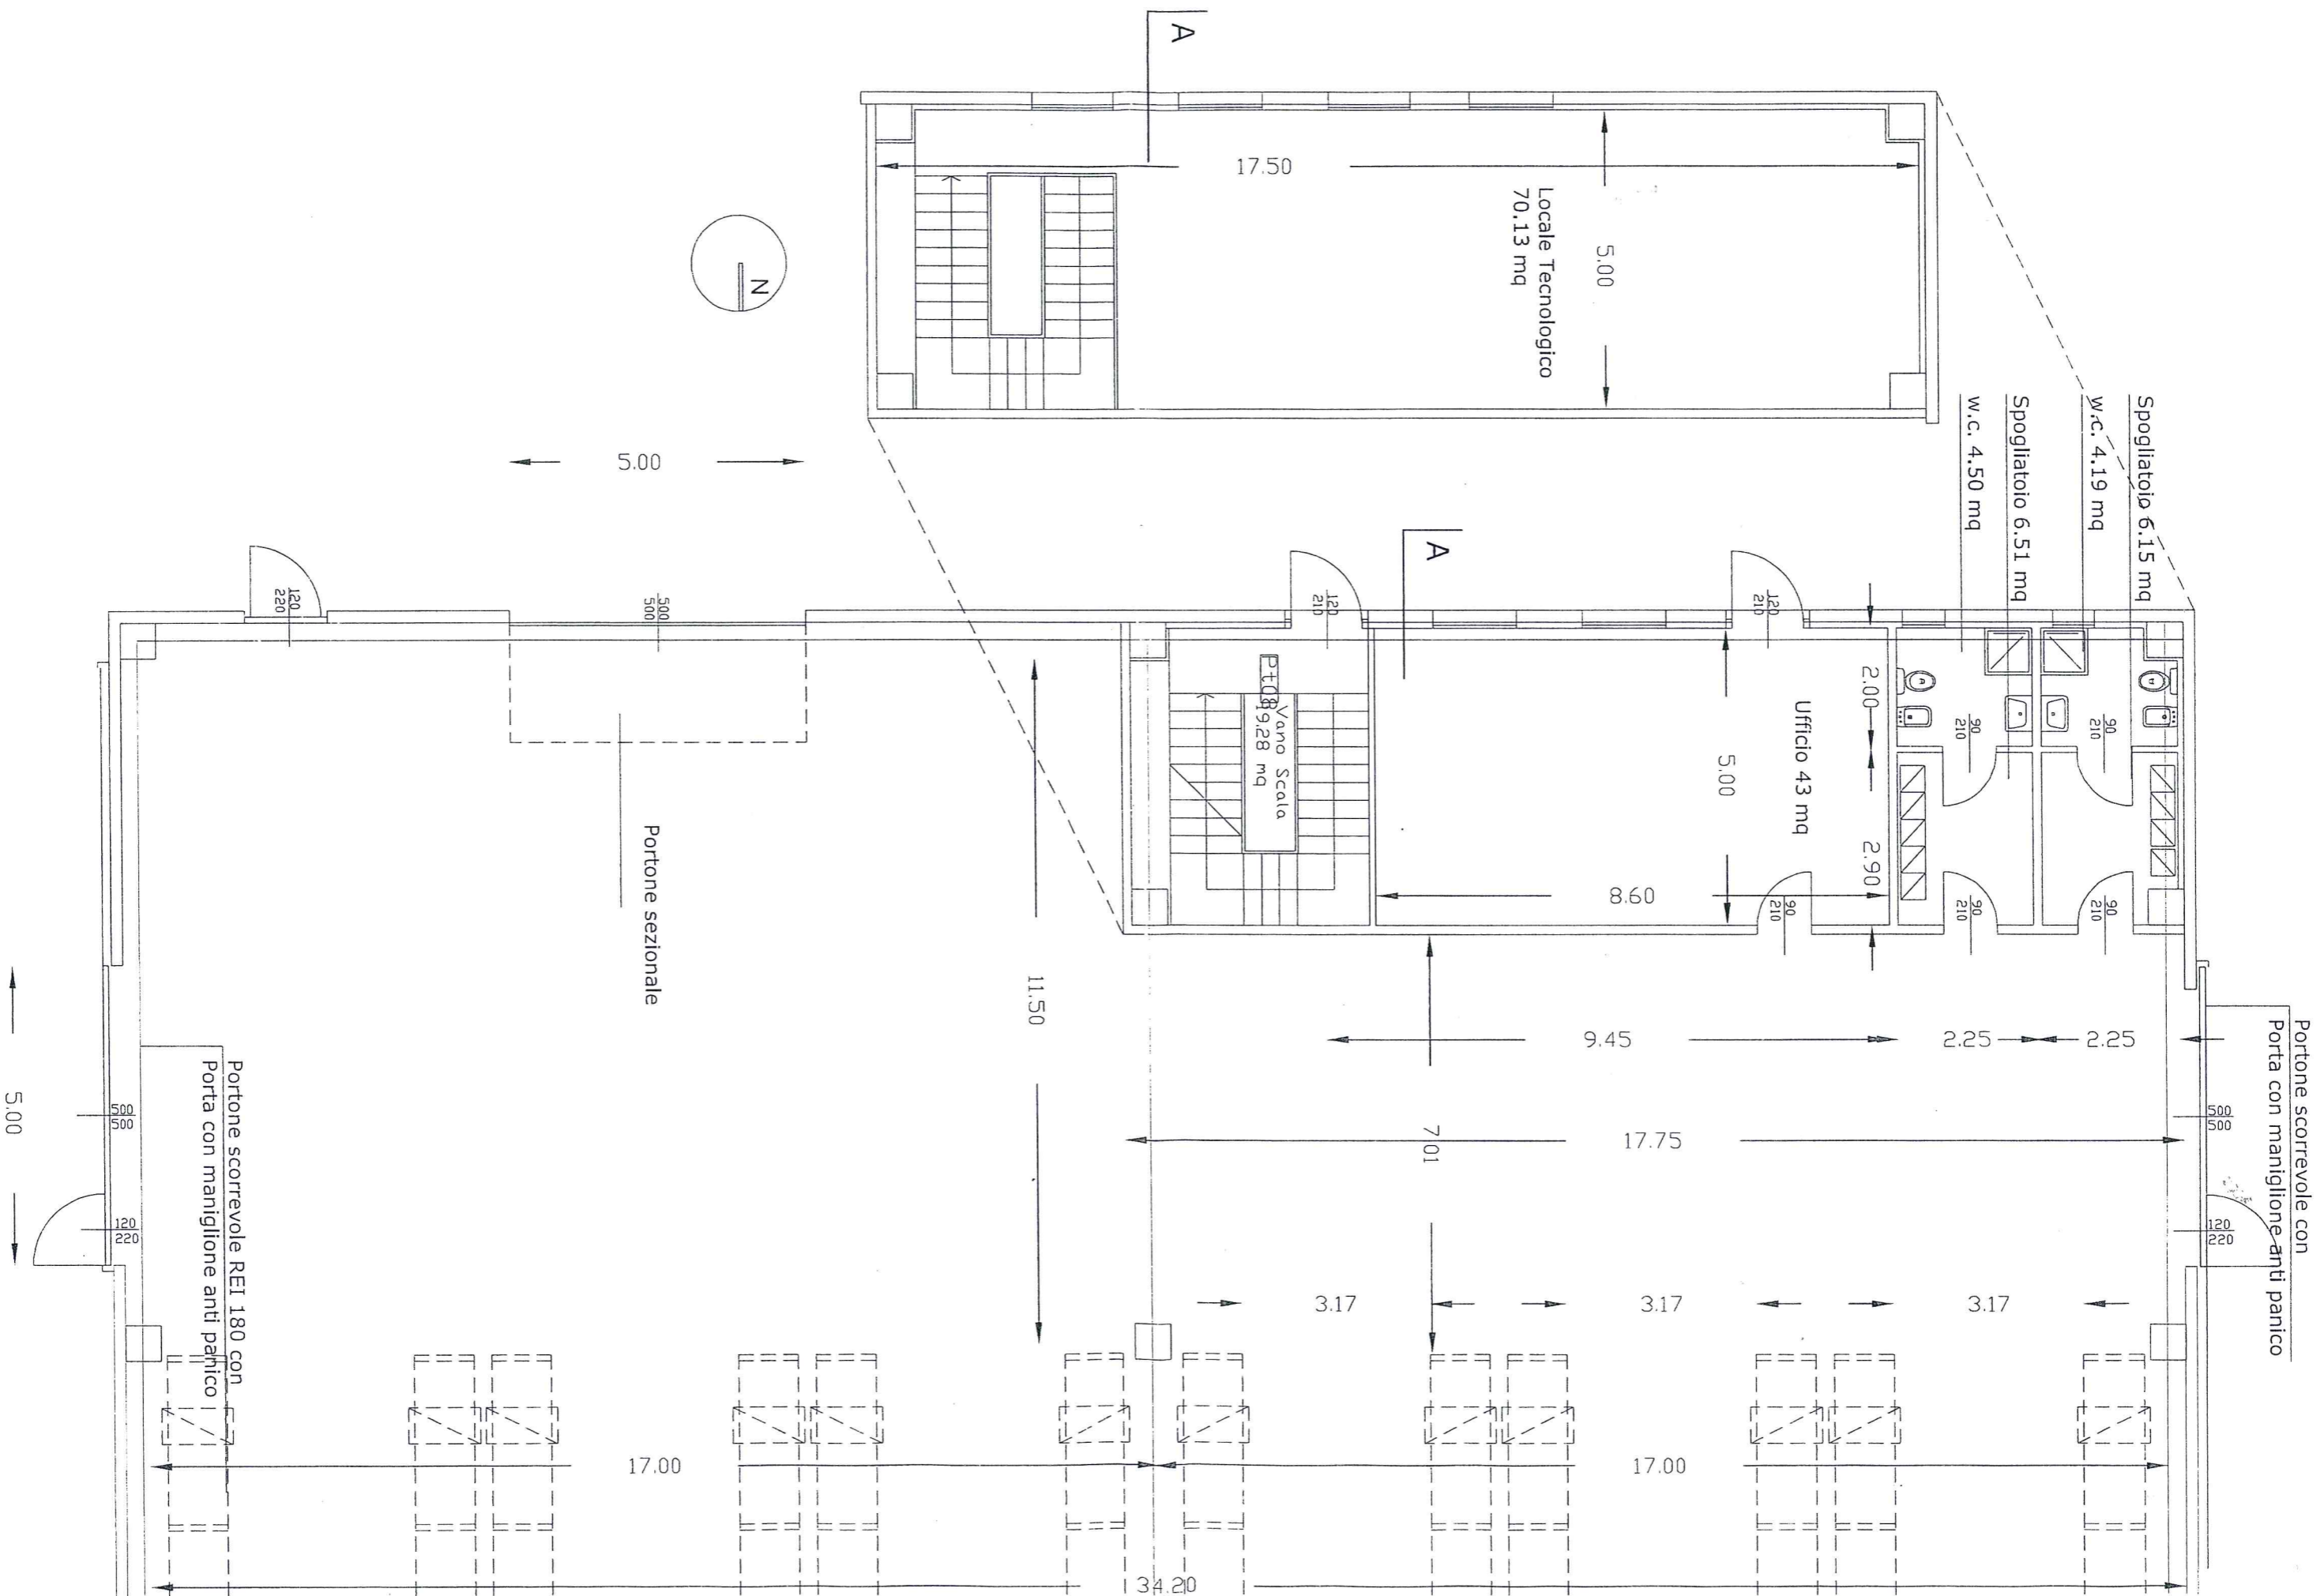 A
17.50
Locale Tecnologico
70.13 mq
5.00
N
5.00
Spogliatoio 6.15 mq
w.c. 4.19 mq
Spogliatoio 6.51 mq
w.c. 4.50 mq
A
120
220
500
500
120
210
120
210
Vano Scala
19.28 mq
Ufficio 43 mq
2.00
5.00
2.90
8.60
90
210
90
210
90
210
90
210
90
210
Portone sezionale
11.50
9.45
2.25
2.25
Portone scorrevole con
Porta con maniglione anti panico
500
500
120
220
17.75
7.01
5.00
500
500
120
220
Portone scorrevole REI 180 con
Porta con maniglione anti panico
3.17
3.17
3.17
17.00
17.00
34.20